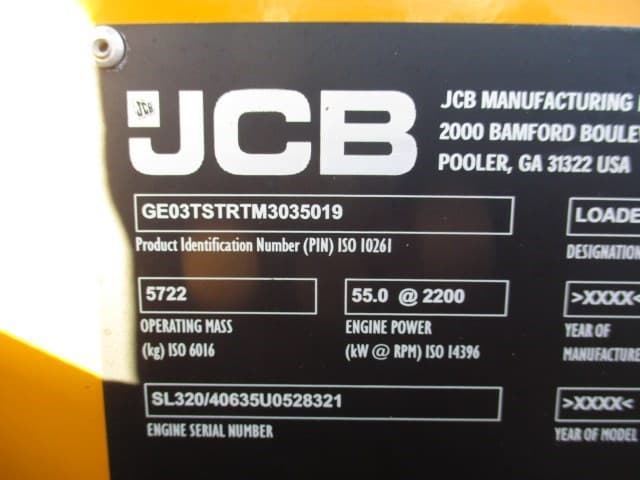 JCB
JCB
JCB MANUFACTURING
2000 BAMFORD BOULE
POOLER, GA 31322 USA
GE03TSTRTM3035019
Product Identification Number (PIN) ISO 10261
LOADE
DESIGNATION
5722
OPERATING MASS
(kg) ISO 6016
55.0 @ 2200
ENGINE POWER
(kW @ RPM) ISO 14396
>XXXX<
YEAR OF
MANUFACTURE
SL320/40635U0528321
ENGINE SERIAL NUMBER
>XXXX<
YEAR OF MODEL